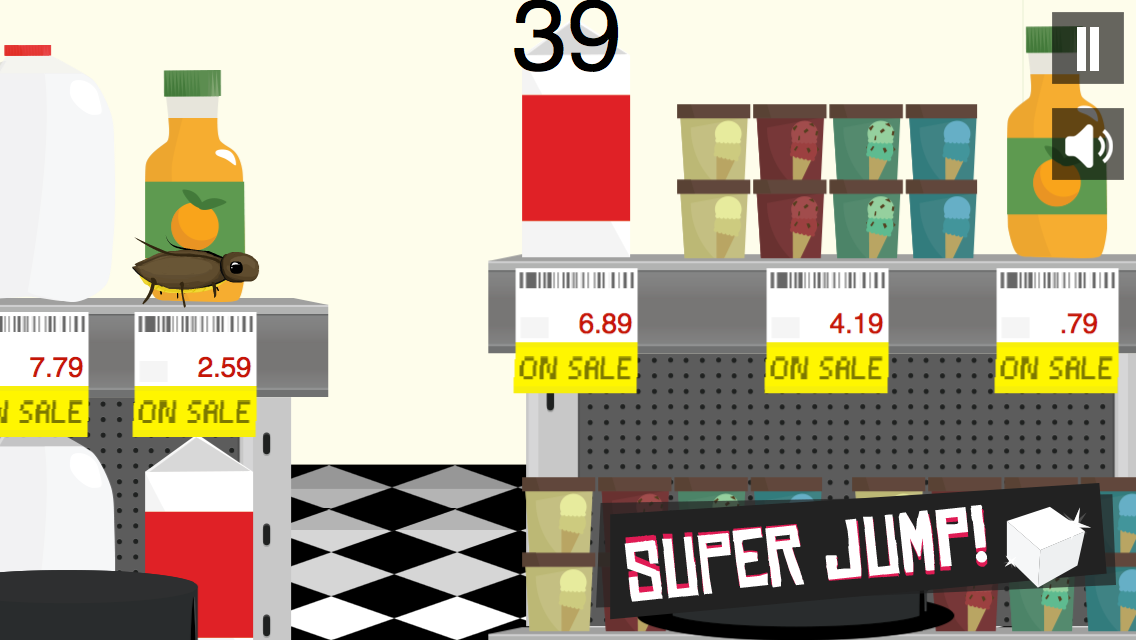 39
6.89
4.19
.79
ON SALE
ON SALE
ON SALE
7.79
2.59
N SALE
ON SALE
SUPER JUMP!